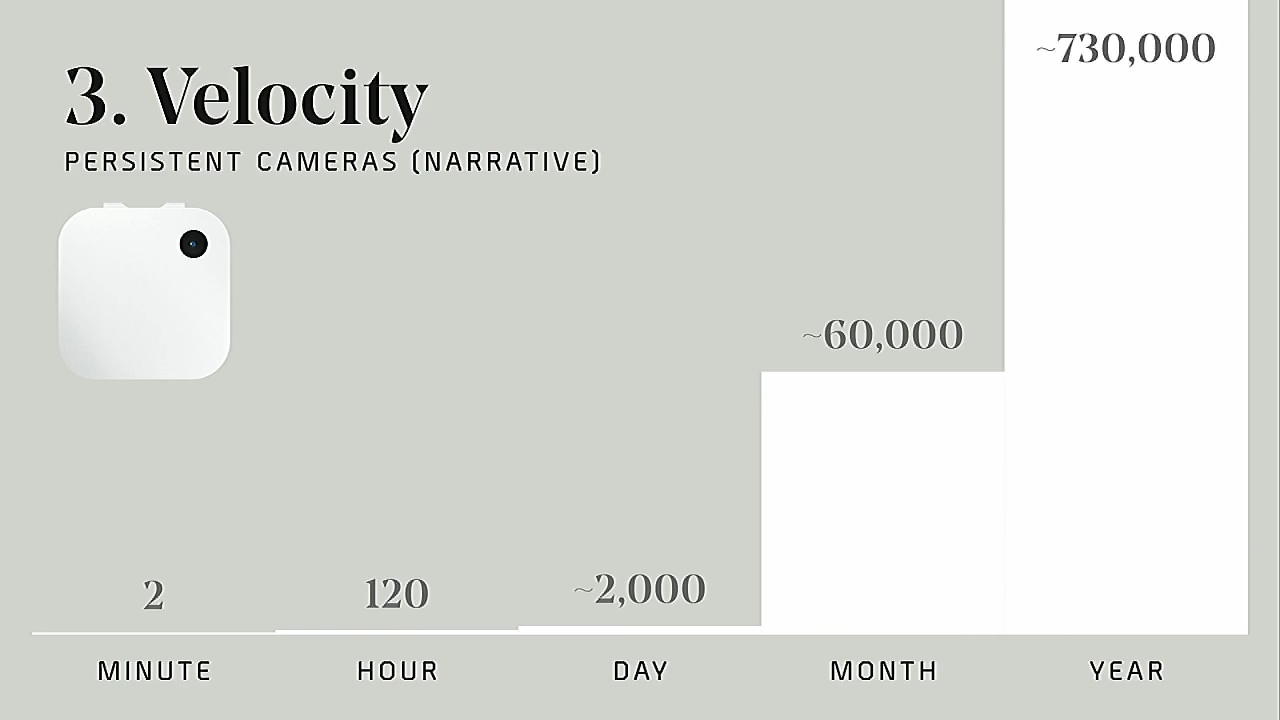 3. Velocity
PERSISTENT CAMERAS (NARRATIVE)
~730,000
~60,000
2
120
~2,000
MINUTE
HOUR
DAY
MONTH
YEAR